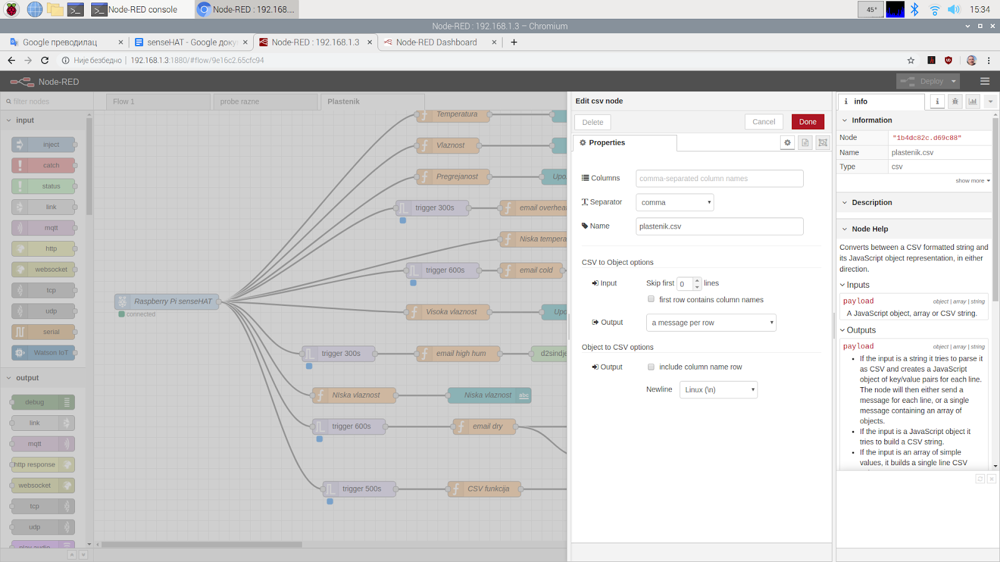 Node-RED console
Node-RED : 192.168....
45°
15:34
Node-RED : 192.168.1.3 – Chromium
Google преводилац
senseHAT - Google докум
Node-RED : 192.168.1.3
Node-RED Dashboard
Није безбедно
192.168.1.3:1880/#flow/9e16c2.65cfc94
Node-RED
Deploy
filter nodes
Flow 1
probe razne
Plastenik
input
inject
catch
status
link
mqtt
http
websocket
tcp
udp
serial
Watson IoT
output
debug
link
mqtt
http response
websocket
tcp
udp
play audio
Temperatura
Vlaznost
Pregrejanost
Upo
trigger 300s
email overhea
Niska tempera
trigger 600s
email cold
Raspberry Pi senseHAT
connected
Visoka vlaznost
Upo
trigger 300s
email high hum
d2sindje
NIska vlaznost
Niska vlaznost
abc
trigger 600s
email dry
trigger 500s
CSV funkcija
Edit csv node
Delete
Cancel
Done
Properties
Columns
comma-separated column names
Separator
comma
Name
plastenik.csv
CSV to Object options
Input
Skip first 0 lines
first row contains column names
Output
a message per row
Object to CSV options
Output
include column name row
Newline
Linux (\n)
info
Information
Node "1b4dc82c.d69c88"
Name plastenik.csv
Type csv
show more
Description
Node Help
Converts between a CSV formatted string and
its JavaScript object representation, in either
direction.
Inputs
payload object | array | string
A JavaScript object, array or CSV string.
Outputs
payload object | array | string
If the input is a string it tries to parse it
as CSV and creates a JavaScript
object of key/value pairs for each line.
The node will then either send a
message for each line, or a single
message containing an array of
objects.
If the input is a JavaScript object it
tries to build a CSV string.
If the input is an array of simple
values, it builds a single line CSV